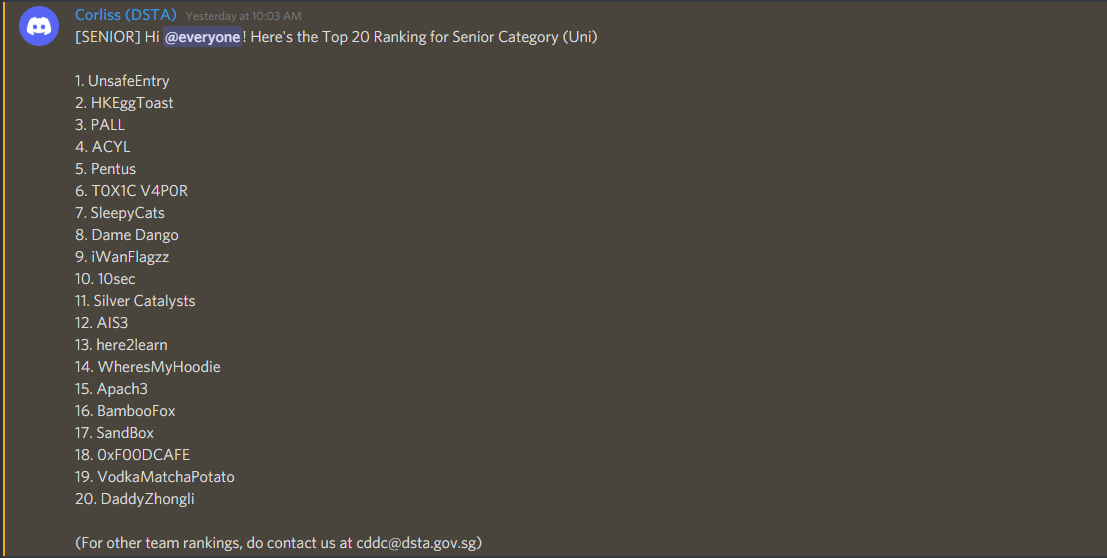 Corliss (DSTA) Yesterday at 10:03 AM
[SENIOR] Hi @everyone! Here's the Top 20 Ranking for Senior Category (Uni)
1. UnsafeEntry
2. HKEggToast
3. PALL
4. ACYL
5. Pentus
6. T0X1C V4P0R
7. SleepyCats
8. Dame Dango
9. iWanFlagzz
10. 10sec
11. Silver Catalysts
12. AIS3
13. here2learn
14. WheresMyHoodie
15. Apach3
16. BambooFox
17. SandBox
18. 0xF00DCAFE
19. VodkaMatchaPotato
20. DaddyZhongli
(For other team rankings, do contact us at cddc@dsta.gov.sg)